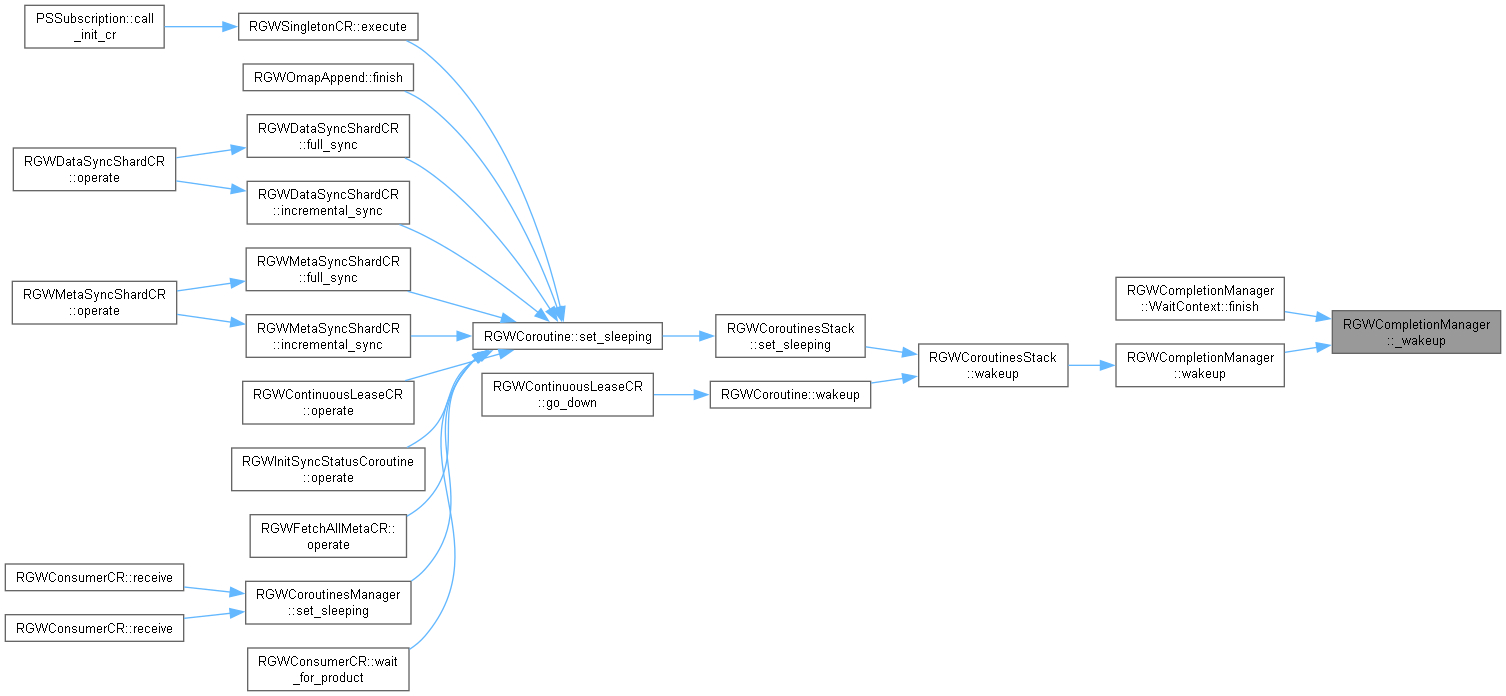 PSSubscription::call
_init_cr
RGWSingletonCR::execute
RGWOmapAppend::finish
RGWDataSyncShardCR
::full_sync
RGWDataSyncShardCR
::operate
RGWDataSyncShardCR
::incremental_sync
RGWMetaSyncShardCR
::full_sync
RGWMetaSyncShardCR
::operate
RGWMetaSyncShardCR
::incremental_sync
RGWContinuousLeaseCR
::operate
RGWInitSyncStatusCoroutine
::operate
RGWFetchAllMetaCR::
operate
RGWConsumerCR::receive
RGWConsumerCR::receive
RGWCoroutinesManager
::set_sleeping
RGWConsumerCR::wait
_for_product
RGWCoroutine::set_sleeping
RGWContinuousLeaseCR
::go_down
RGWCoroutinesStack
::set_sleeping
RGWCoroutine::wakeup
RGWCoroutinesStack
::wakeup
RGWCompletionManager
::WaitContext::finish
RGWCompletionManager
::wakeup
RGWCompletionManager
::_wakeup